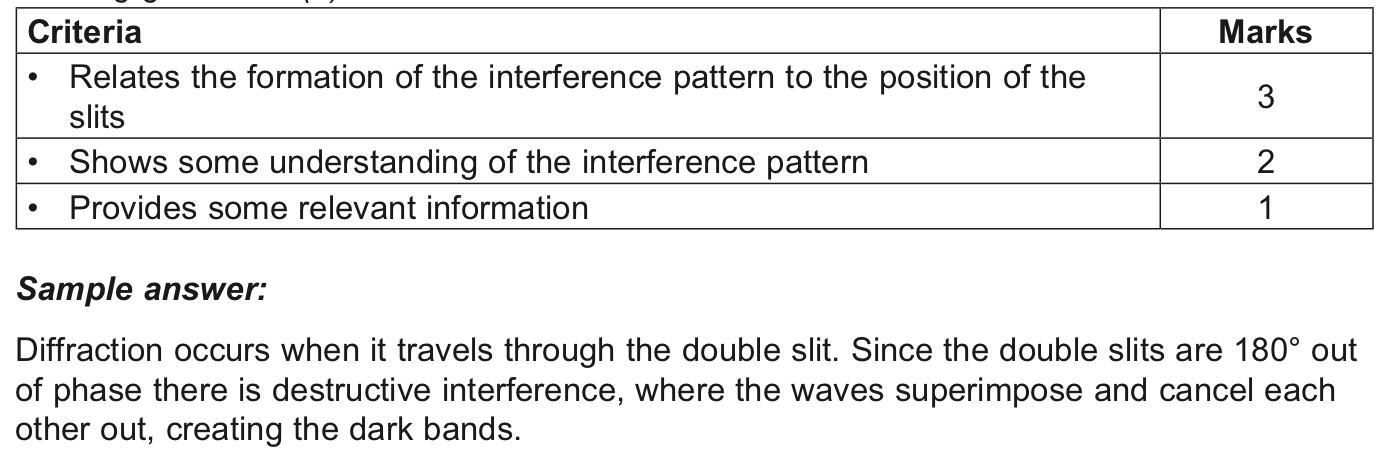 Criteria Marks
• Relates the formation of the interference pattern to the position of the
slits
3
• Shows some understanding of the interference pattern 2
• Provides some relevant information 1
Sample answer:
Diffraction occurs when it travels through the double slit. Since the double slits are 180° out
of phase there is destructive interference, where the waves superimpose and cancel each
other out, creating the dark bands.